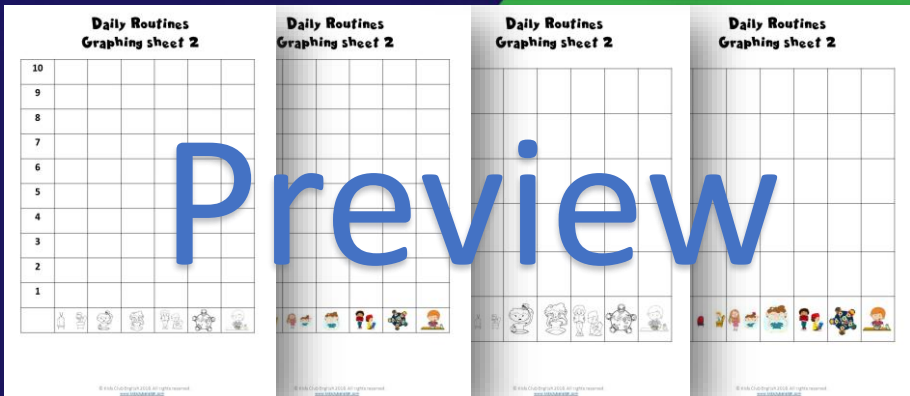 Daily Routines
Graphing sheet 2
10
9
8
7
6
5
4
3
2
1
Daily Routines
Graphing sheet 2
Daily Routines
Graphing sheet 2
Daily Routines
Graphing sheet 2
Preview